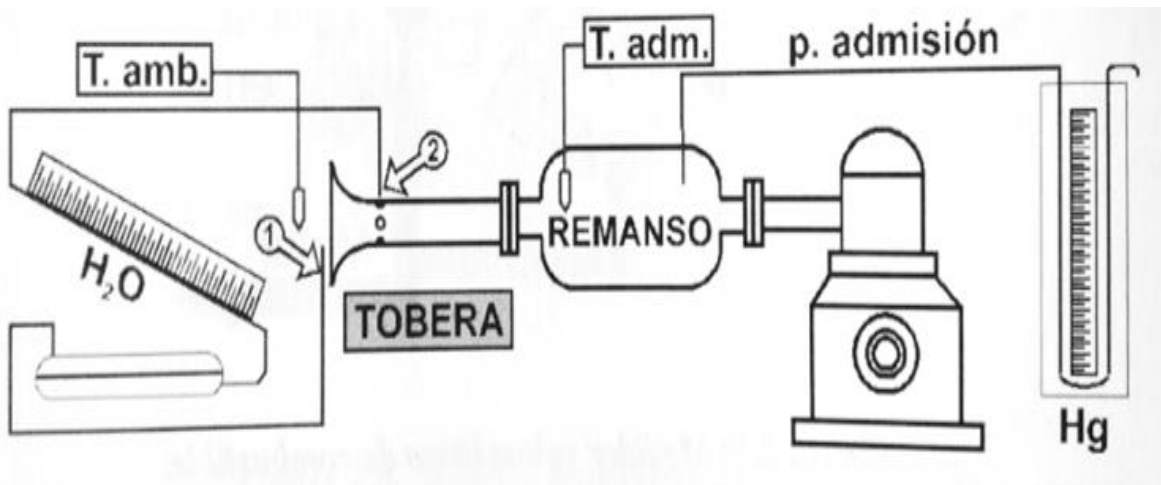 T. amb.
T. adm.
p. admisión
2
1
REMANSO
H₂O
TOBERA
Hg